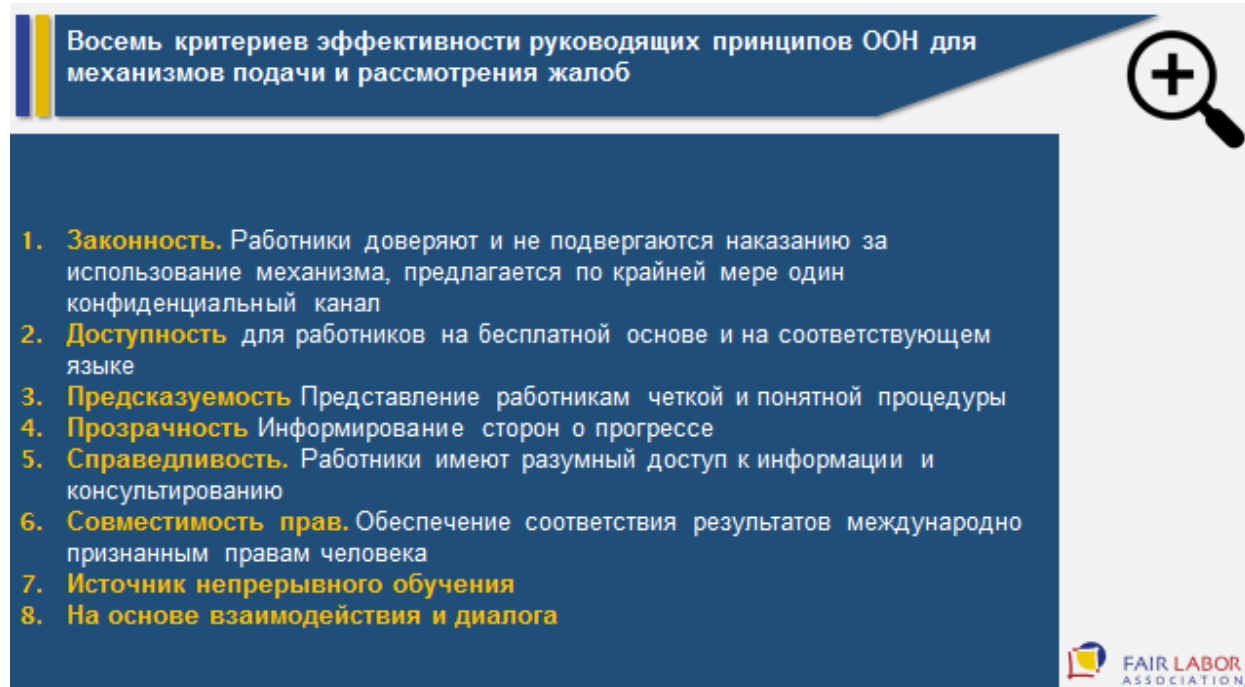 Восемь критериев эффективности руководящих принципов ООН для
механизмов подачи и рассмотрения жалоб
1. Законность. Работники доверяют и не подвергаются наказанию за
использование механизма, предлагается по крайней мере один
конфиденциальный канал
2. Доступность для работников на бесплатной основе и на соответствующем
языке
3. Предсказуемость Представление работникам четкой и понятной процедуры
4. Прозрачность Информирование сторон о прогрессе
5. Справедливость. Работники имеют разумный доступ к информации и
консультированию
6. Совместимость прав. Обеспечение соответствия результатов международно
признанным правам человека
7. Источник непрерывного обучения
8. На основе взаимодействия и диалога
FAIR LABOR
ASSOCIATION